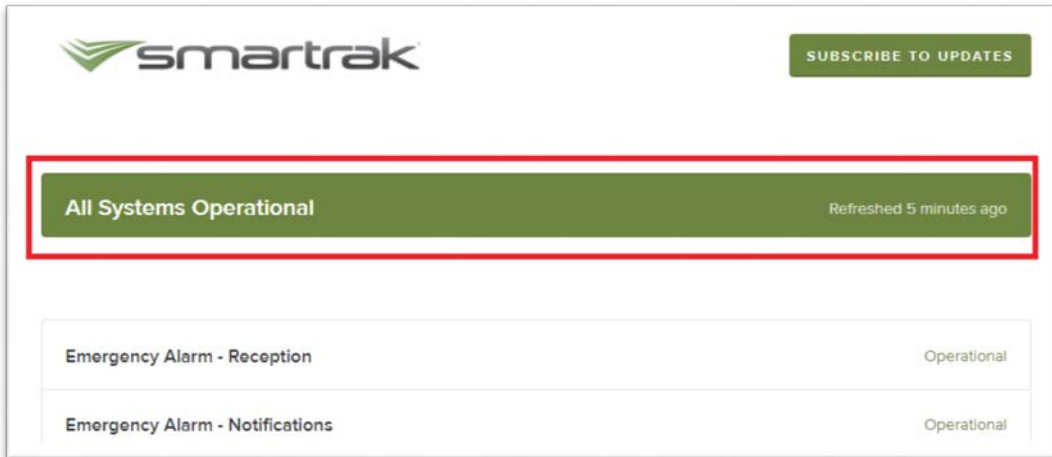 smartrak
SUBSCRIBE TO UPDATES
All Systems Operational
Refreshed 5 minutes ago
Emergency Alarm - Reception
Operational
Emergency Alarm - Notifications
Operational